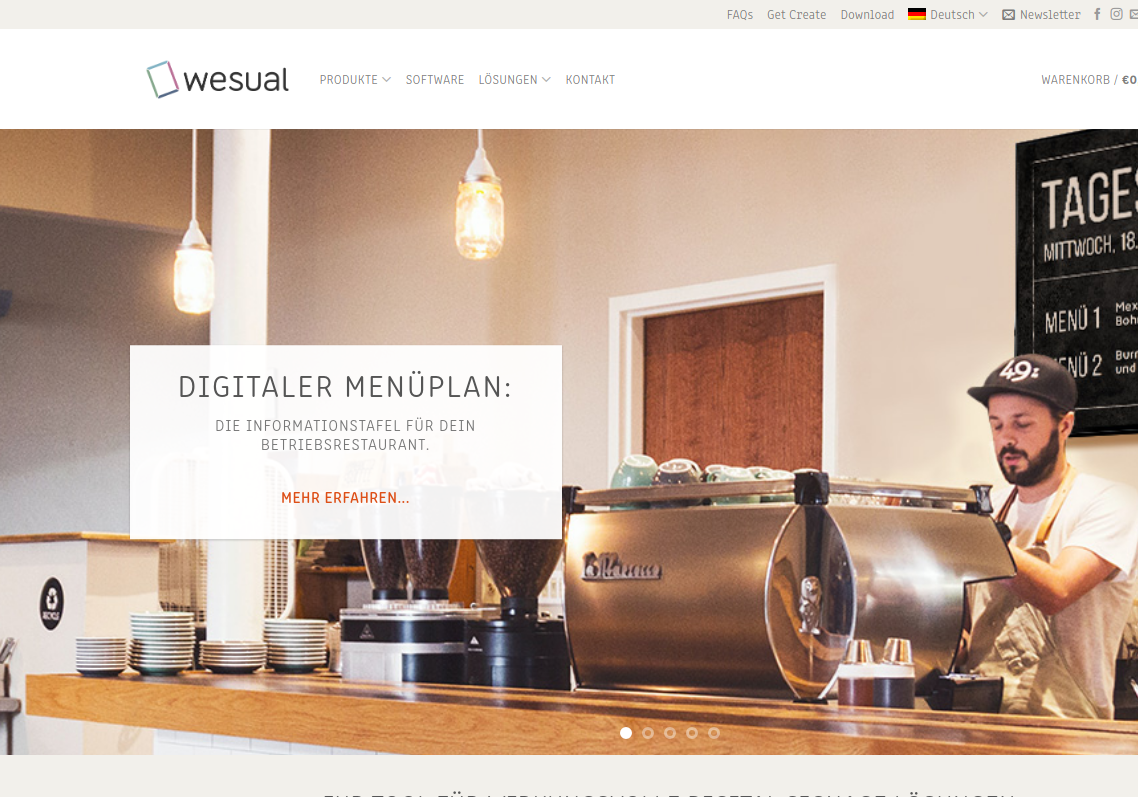 FAQs Get Create Download Deutsch Newsletter
wesual PRODUKTE SOFTWARE LÖSUNGEN KONTAKT WARENKORB / €0
TAGES
MITTWOCH, 18.
MENÜ 1 Mex
Boh
MENÜ 2 Burr
und
49:
DIGITALER MENÜPLAN:
DIE INFORMATIONSTAFEL FÜR DEIN
BETRIEBSRESTAURANT.
MEHR ERFAHREN...
RECYCLE